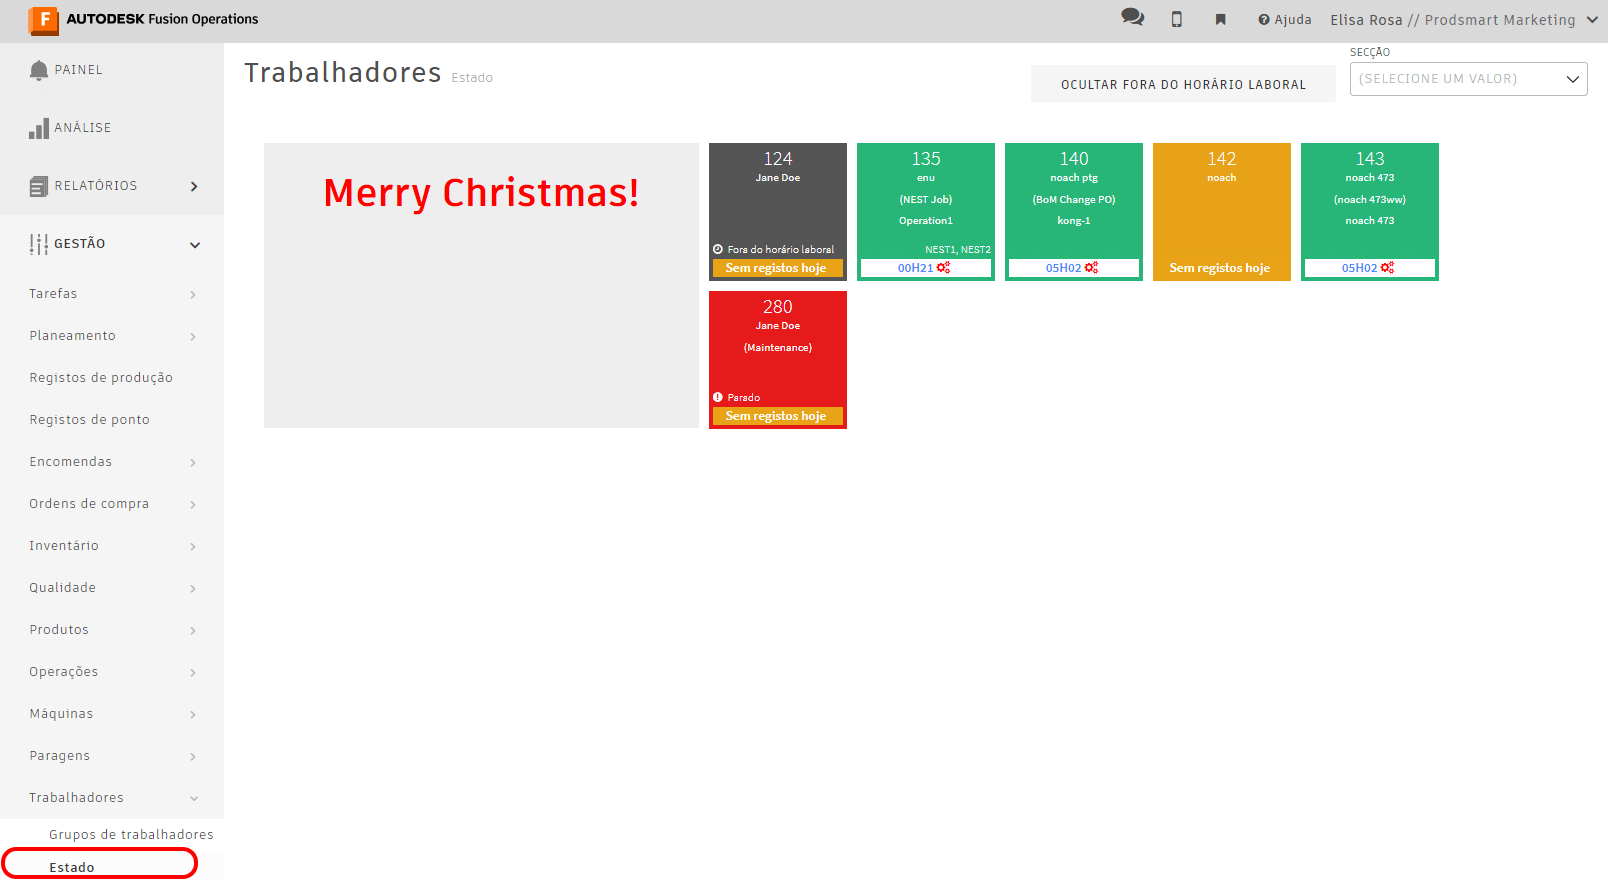 F AUTODESK Fusion Operations
Ajuda
Elisa Rosa // Prodsmart Marketing
PAINEL
ANÁLISE
RELATÓRIOS
GESTÃO
Tarefas
Planeamento
Registos de produção
Registos de ponto
Encomendas
Ordens de compra
Inventário
Qualidade
Produtos
Operações
Máquinas
Paragens
Trabalhadores
Grupos de trabalhadores
Estado
Trabalhadores Estado
OCULTAR FORA DO HORÁRIO LABORAL
SECÇÃO
(SELECIONE UM VALOR)
Merry Christmas!
124
Jane Doe
Fora do horário laboral
Sem registos hoje
135
enu
(NEST Job)
Operation1
NEST1, NEST2
00H21
140
noach ptg
(BoM Change PO)
kong-1
05H02
142
noach
Sem registos hoje
143
noach 473
(noach 473ww)
noach 473
05H02
280
Jane Doe
(Maintenance)
Parado
Sem registos hoje